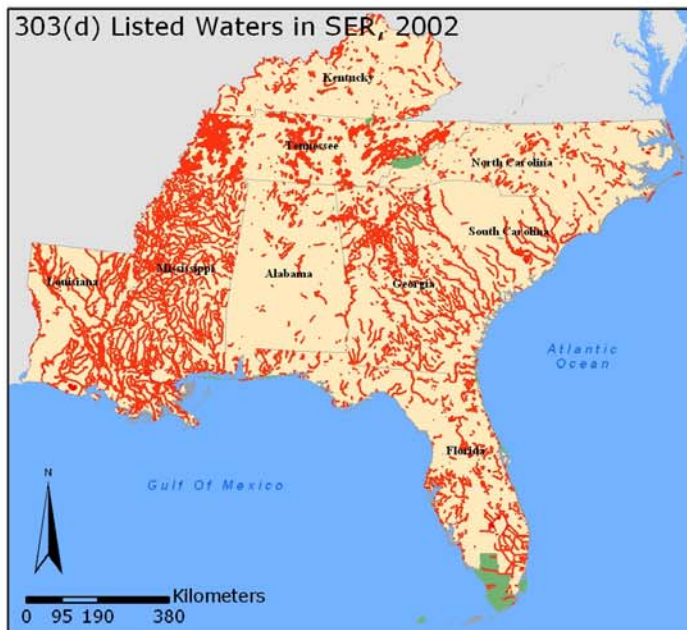 303(d) Listed Waters in SER, 2002
Kentucky
Tennessee
North Carolina
South Carolina
Louisiana
Mississippi
Alabama
Georgia
Atlantic
Ocean
Florida
N
Gulf Of Mexico
Kilometers
0 95 190 380